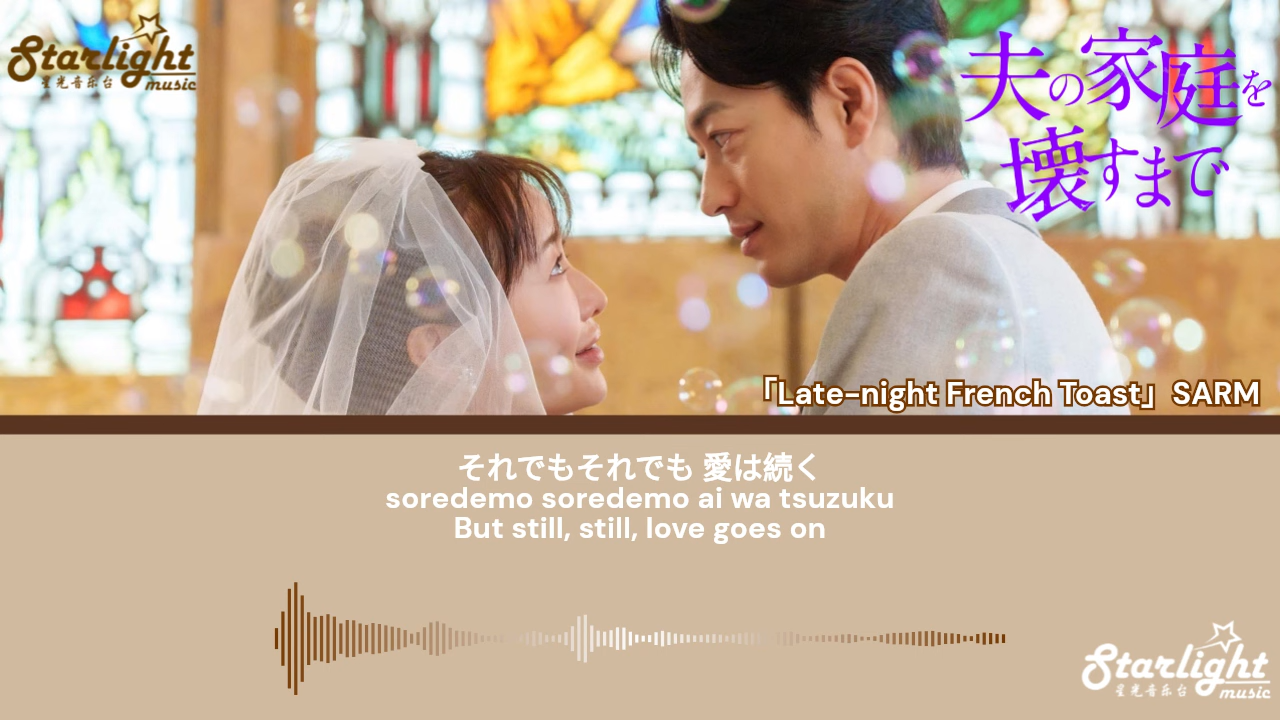 Starlight
星光音乐台 music
夫の家庭を
壊すまで
「Late-night French Toast」 SARM
それでもそれでも 愛は続く
soredemo soredemo ai wa tsuzuku
But still, still, love goes on
Starlight
星光音乐台 music